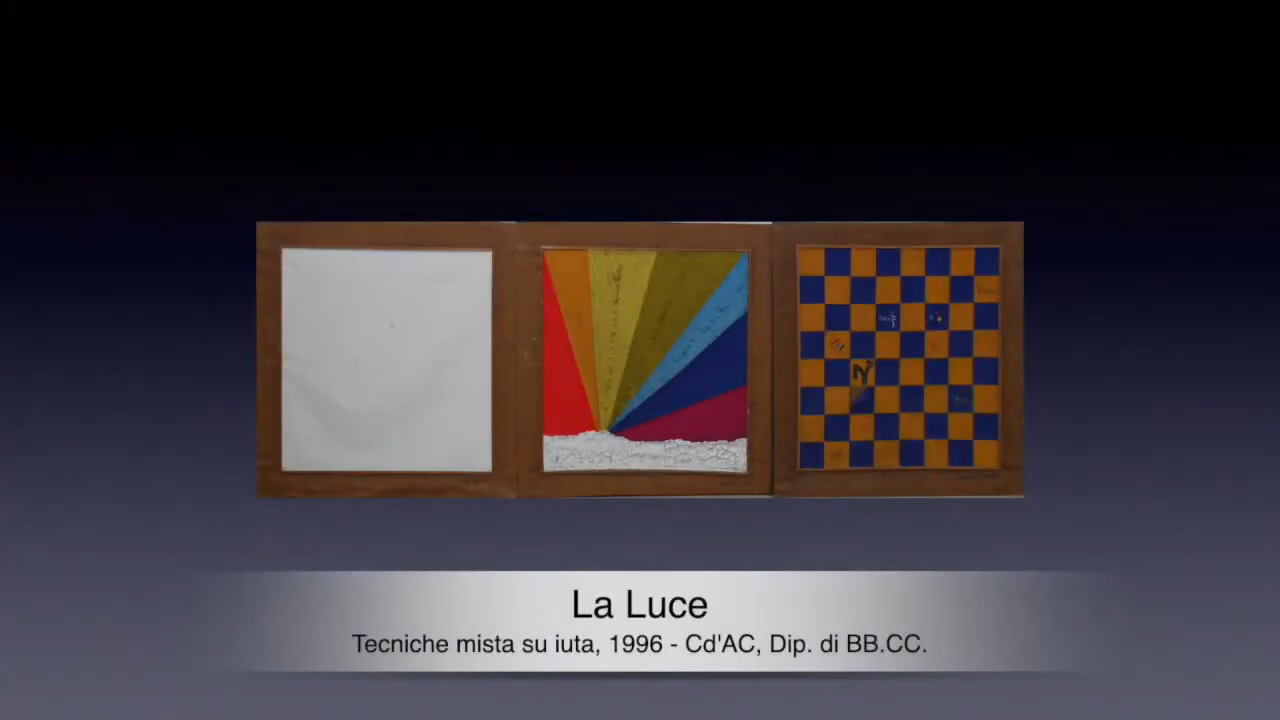 La Luce
Tecniche mista su iuta, 1996 - Cd'AC, Dip. di BB.CC.